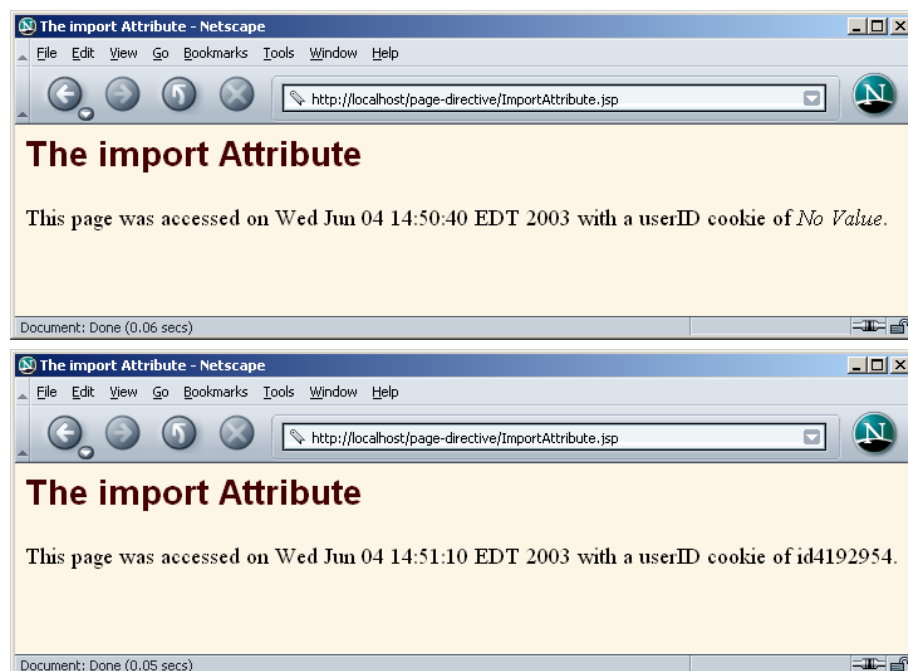 The import Attribute - Netscape
File Edit View Go Bookmarks Tools Window Help
http://localhost/page-directive/ImportAttribute.jsp
N
The import Attribute
This page was accessed on Wed Jun 04 14:50:40 EDT 2003 with a userID cookie of No Value.
Document: Done (0.06 secs)
The import Attribute - Netscape
File Edit View Go Bookmarks Tools Window Help
http://localhost/page-directive/ImportAttribute.jsp
N
The import Attribute
This page was accessed on Wed Jun 04 14:51:10 EDT 2003 with a userID cookie of id4192954.
Document: Done (0.05 secs)